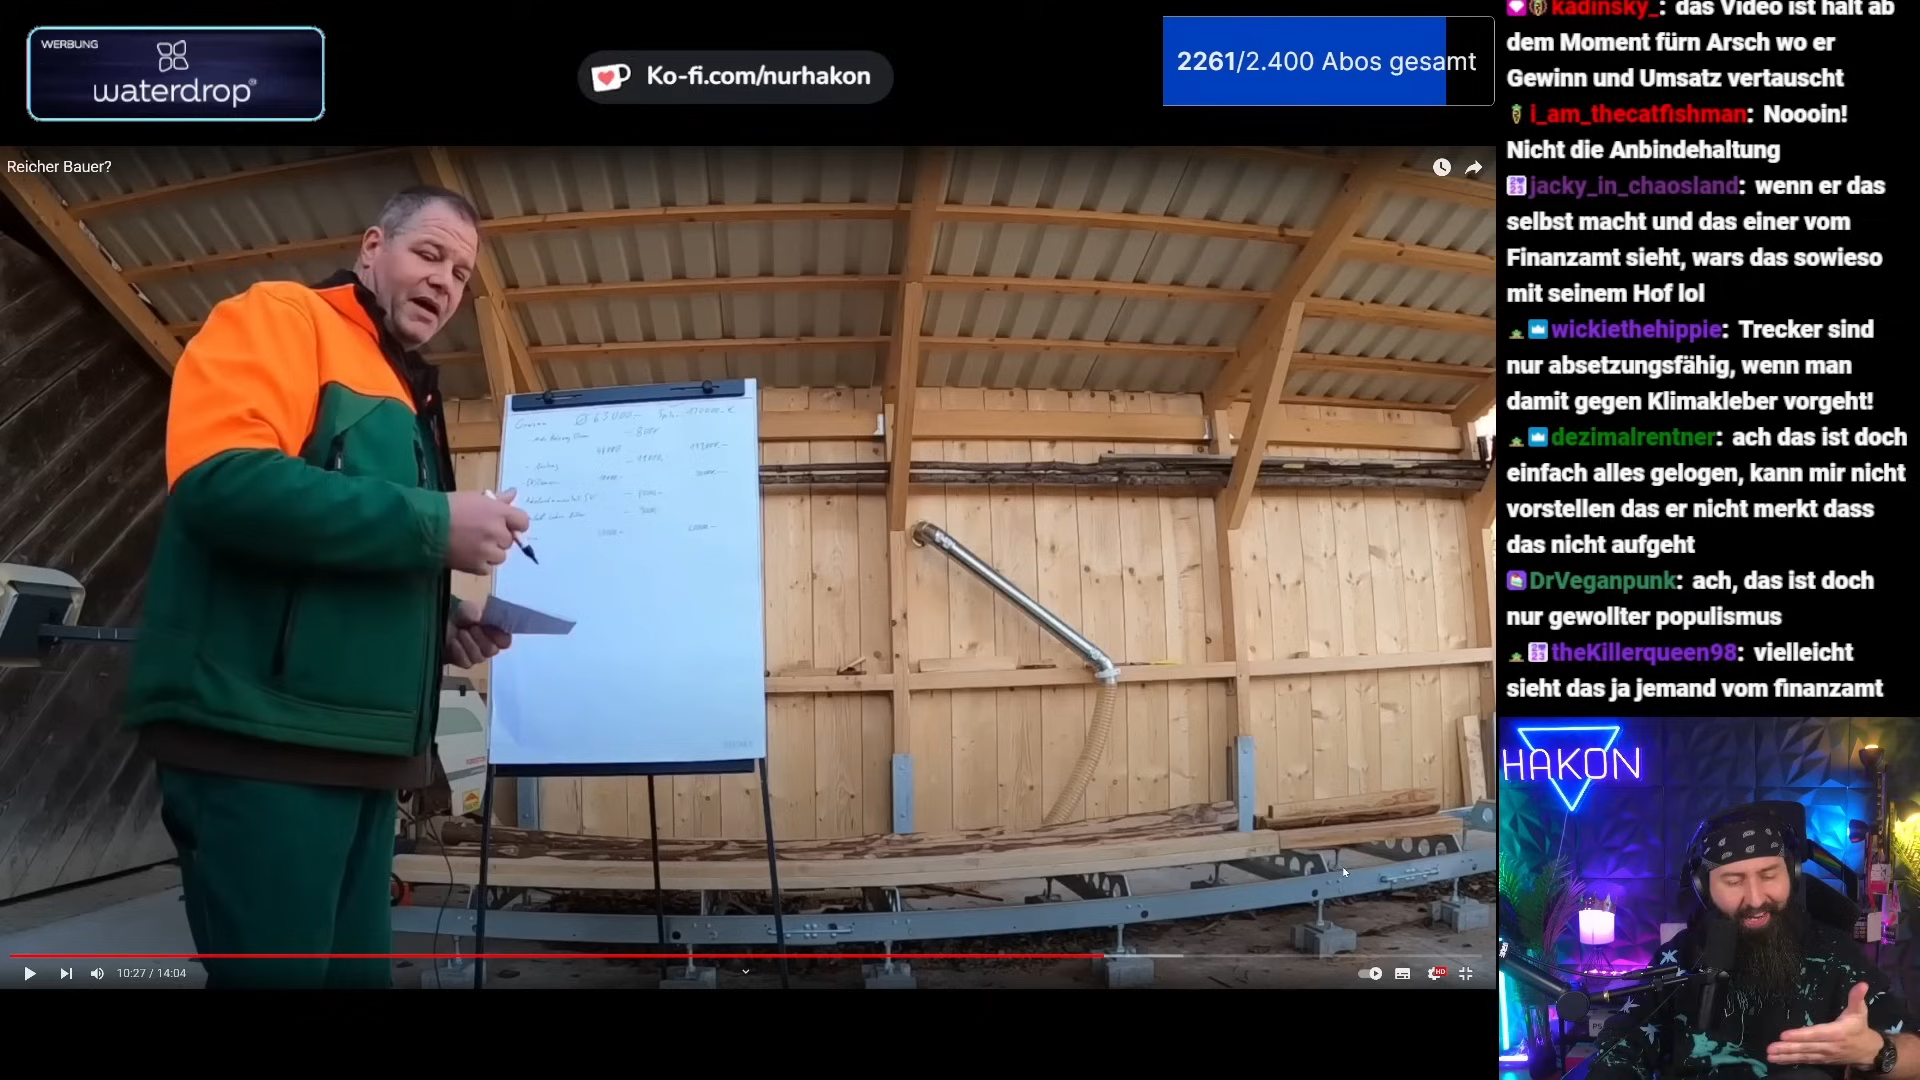 WERBUNG
waterdrop®
Ko-fi.com/nurhakon
2261/2.400 Abos gesamt
Reicher Bauer?
10:27 / 14:04
HD
kadinsky_: das Video ist halt ab
dem Moment fürn Arsch wo er
Gewinn und Umsatz vertauscht
i_am_thecatfishman: Noooin!
Nicht die Anbindehaltung
jacky_in_chaosland: wenn er das
selbst macht und das einer vom
Finanzamt sieht, wars das sowieso
mit seinem Hof lol
wickiethehippie: Trecker sind
nur absetzungsfähig, wenn man
damit gegen Klimakleber vorgeht!
dezimalrentner: ach das ist doch
einfach alles gelogen, kann mir nicht
vorstellen das er nicht merkt dass
das nicht aufgeht
DrVeganpunk: ach, das ist doch
nur gewollter populismus
theKillerqueen98: vielleicht
sieht das ja jemand vom finanzamt
HAKON